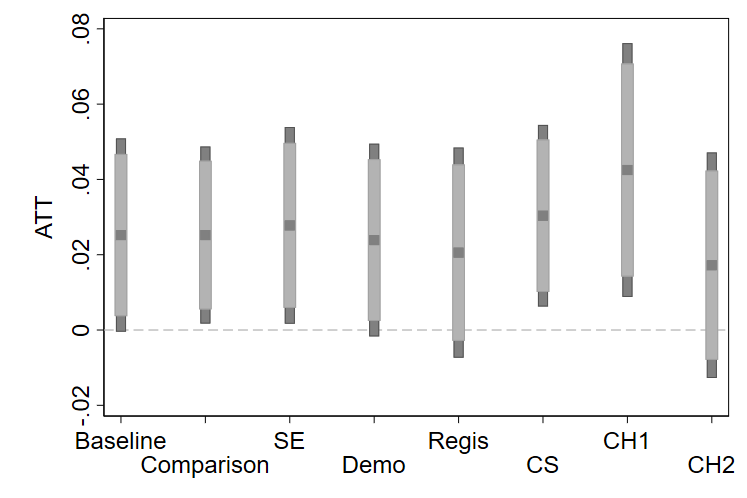 .08
.06
.04
.02
0
-.02
ATT
Baseline
SE
Regis
CH1
Comparison
Demo
CS
CH2